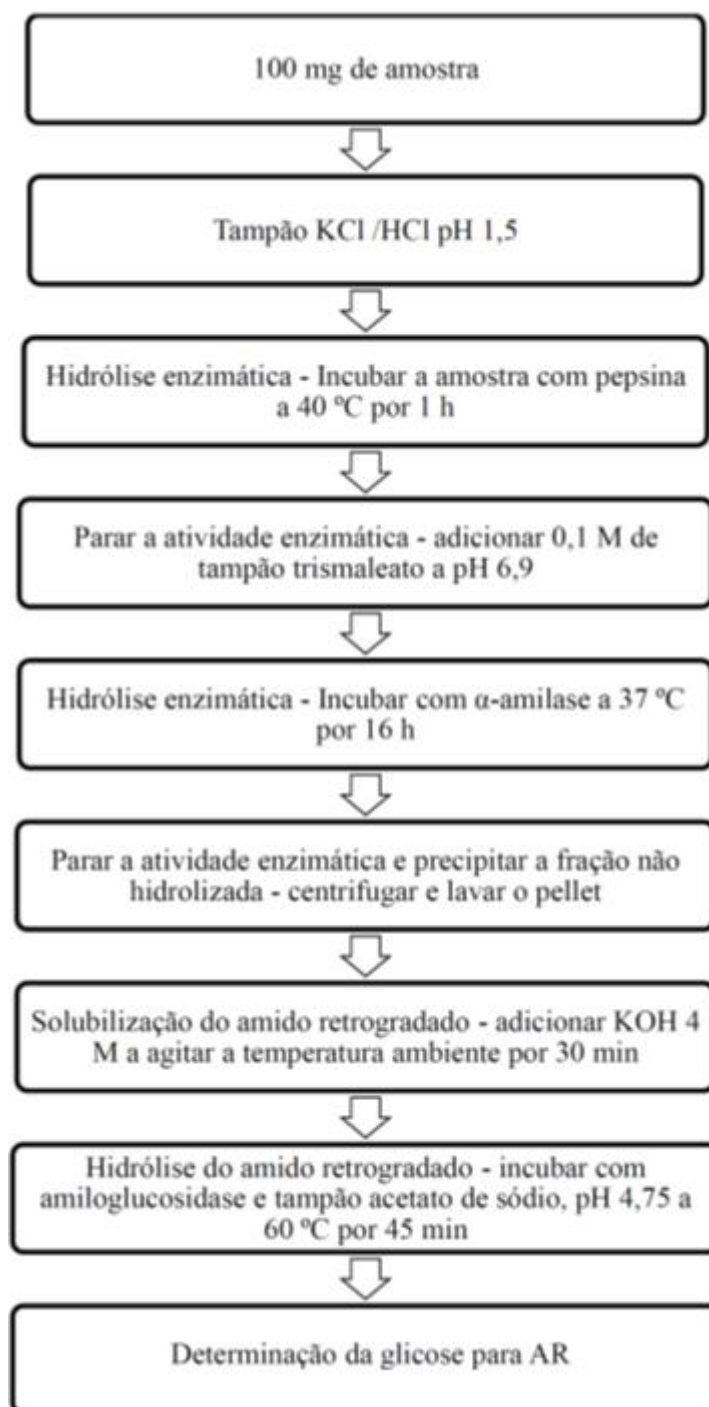 100 mg de amostra
Tampão KCl /HCl pH 1,5
Hidrólise enzimática - Incubar a amostra com pepsina
a 40 ºC por 1 h
Parar a atividade enzimática - adicionar 0,1 M de
tampão trismaleato a pH 6,9
Hidrólise enzimática - Incubar com α-amilase a 37 ºC
por 16 h
Parar a atividade enzimática e precipitar a fração não
hidrolizada - centrifugar e lavar o pellet
Solubilização do amido retrogradado - adicionar KOH 4
M a agitar a temperatura ambiente por 30 min
Hidrólise do amido retrogradado - incubar com
amiloglucosidase e tampão acetato de sódio, pH 4,75 a
60 ºC por 45 min
Determinação da glicose para AR